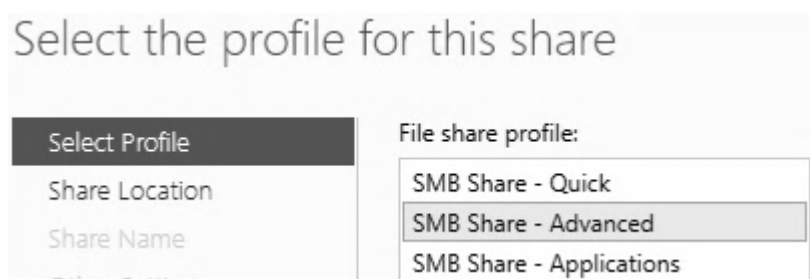 Select the profile for this share
Select Profile
File share profile:
Share Location
SMB Share - Quick
SMB Share - Advanced
Share Name
SMB Share - Applications